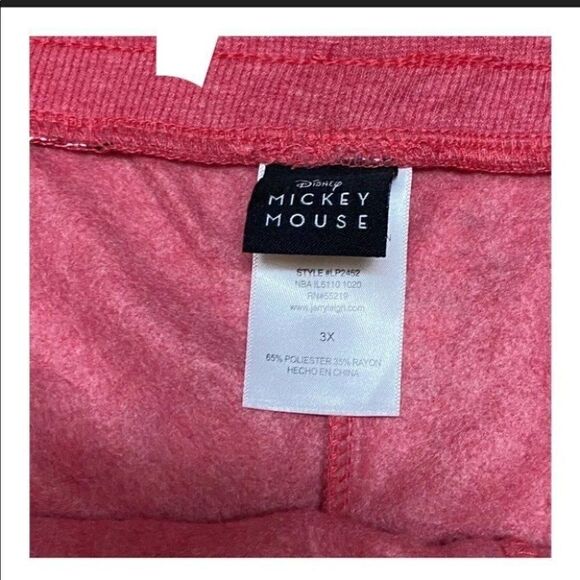 Disney
MICKEY
MOUSE
STYLE #LP2452
NBA IL5110 1020
RN#55219
www.jerryleigh.com
3X
65% POLIESTER 35% RAYON
HECHO EN CHINA